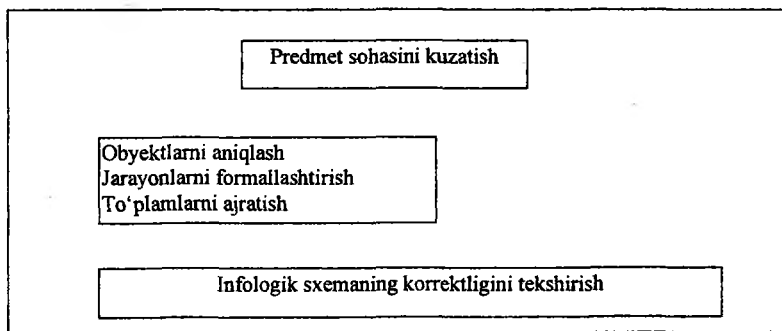 Predmet sohasini kuzatish
Obyektlarni aniqlash
Jarayonlarni formallashtirish
To‘plamlarni ajratish
Infologik sxemaning korrektligini tekshirish